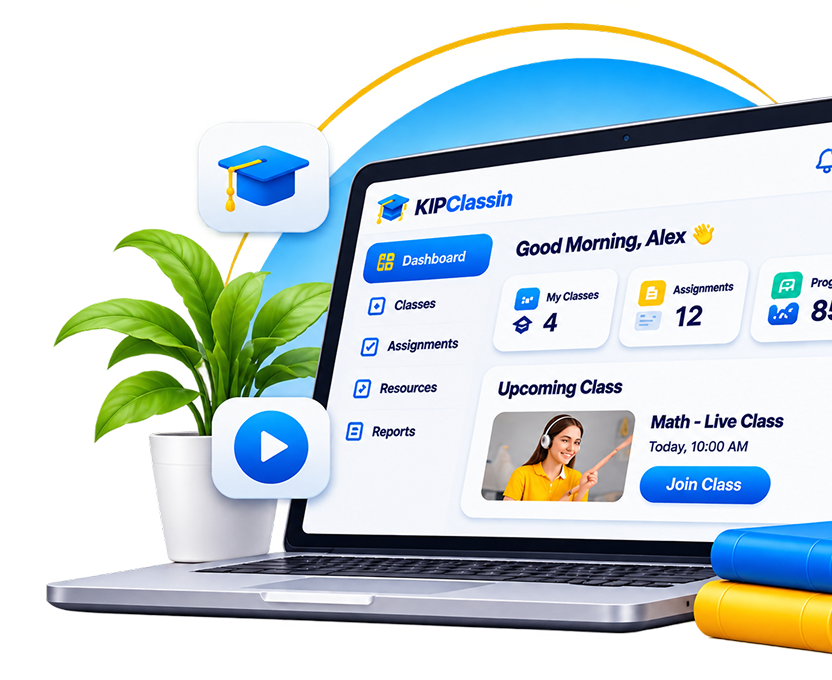 KIPClassin
Dashboard
Classes
Assignments
Resources
Reports
Good Morning, Alex 👋
My Classes
4
Assignments
12
Upcoming Class
Math - Live Class
Today, 10:00 AM
Join Class